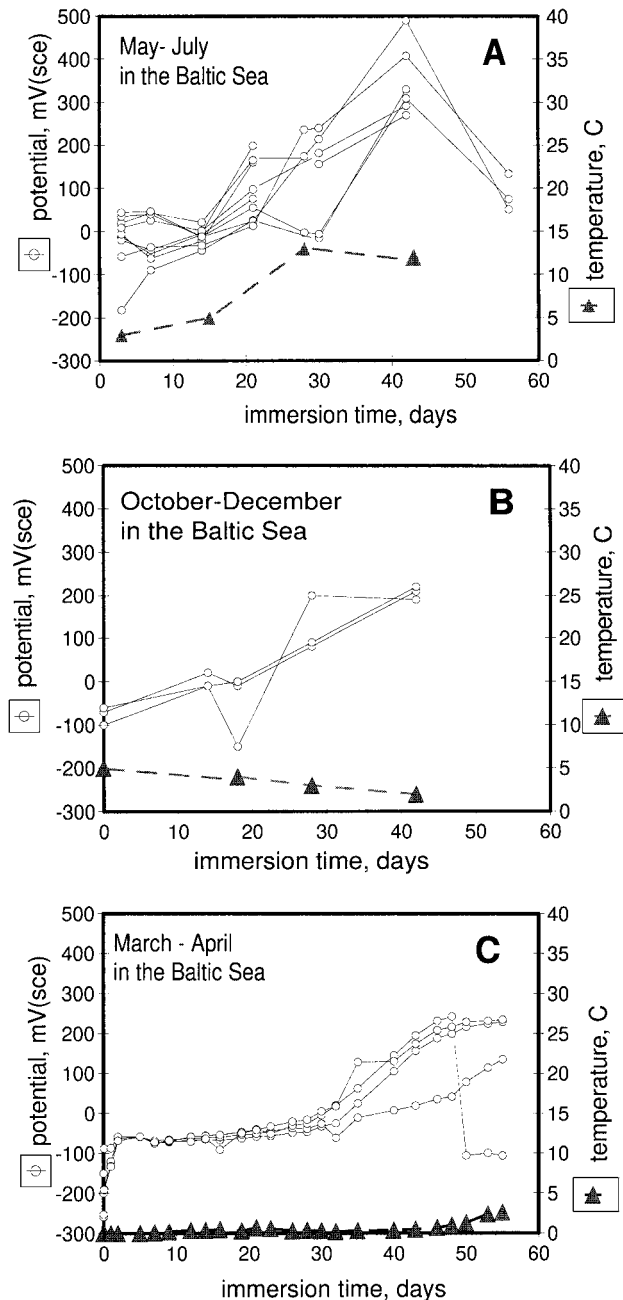 May- July
in the Baltic Sea
A
potential, mV(sce)
temperature, C
500
400
300
200
100
0
-100
-200
-300
40
35
30
25
20
15
10
5
0
0 10 20 30 40 50 60
immersion time, days
October-December
in the Baltic Sea
B
potential, mV(sce)
temperature, C
500
400
300
200
100
0
-100
-200
-300
40
35
30
25
20
15
10
5
0
0 10 20 30 40 50 60
immersion time, days
March - April
in the Baltic Sea
C
potential, mV(sce)
temperature, C
500
400
300
200
100
0
-100
-200
-300
40
35
30
25
20
15
10
5
0
0 10 20 30 40 50 60
immersion time, days